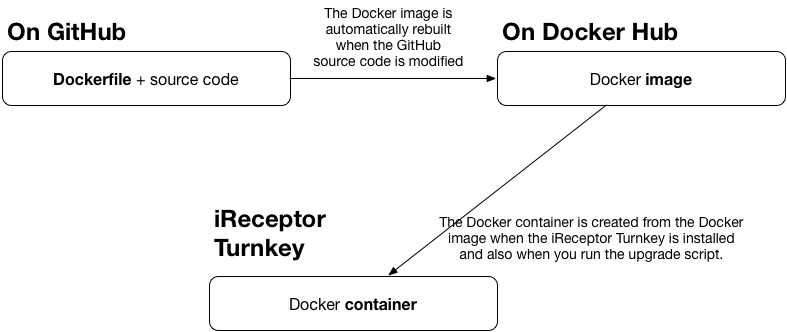 On GitHub
Dockerfile + source code
The Docker image is
automatically rebuilt
when the GitHub
source code is modified
On Docker Hub
Docker image
The Docker container is created from the Docker
image when the iReceptor Turnkey is installed
and also when you run the upgrade script.
iReceptor
Turnkey
Docker container